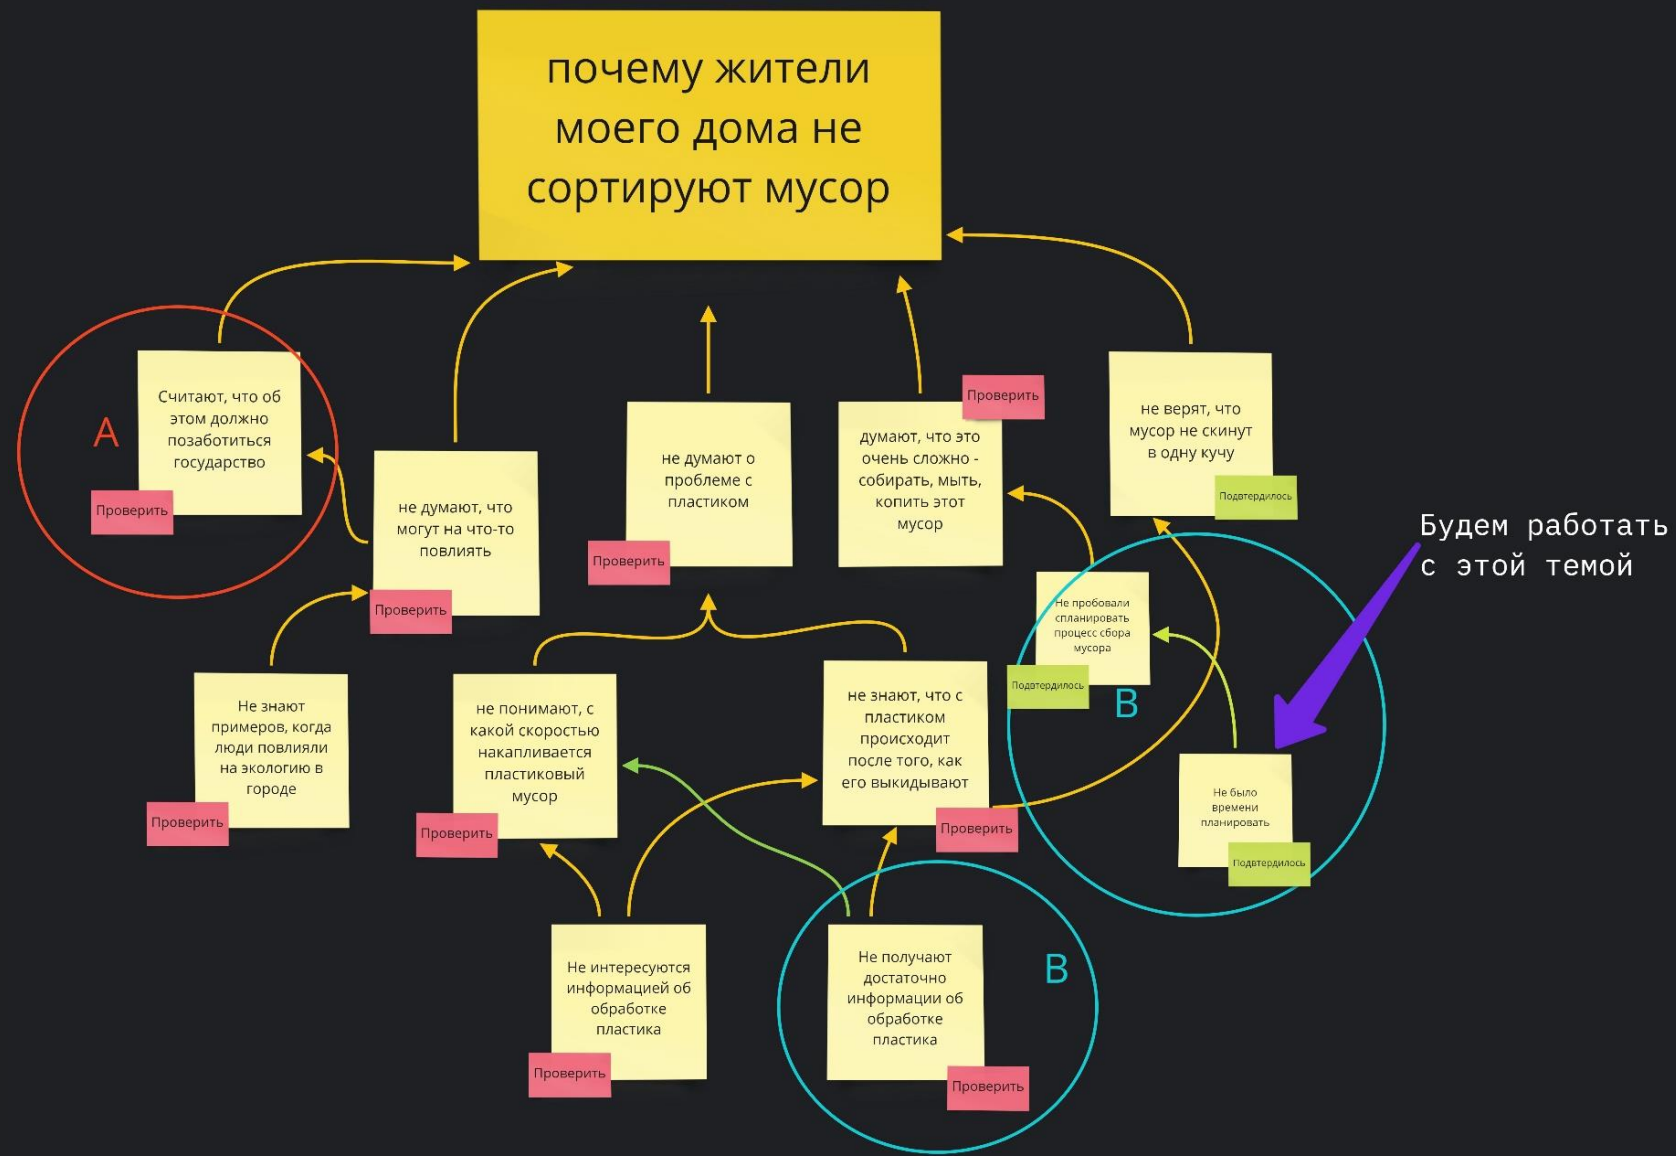 почему жители
моего дома не
сортируют мусор
Считают, что об
этом должно
позаботиться
государство
А
Проверить
не думают, что
могут на что-то
повлиять
Проверить
не думают о
проблеме с
пластиком
Проверить
Проверить
думают, что это
очень сложно -
собирать, мыть,
копить этот
мусор
не верят, что
мусор не скинут
в одну кучу
Подвтердилось
Будем работать
с этой темой
Не пробовали
спланировать
процесс сбора
мусора
Подвтердилось
В
Не знают
примеров, когда
люди повлияли
на экологию в
городе
Проверить
не понимают, с
какой скоростью
накапливается
пластиковый
мусор
Проверить
не знают, что с
пластиком
происходит
после того, как
его выкидывают
Проверить
Не было
времени
планировать
Подвтердилось
Не интересуются
информацией об
обработке
пластика
Проверить
Не получают
достаточно
информации об
обработке
пластика
В
Проверить